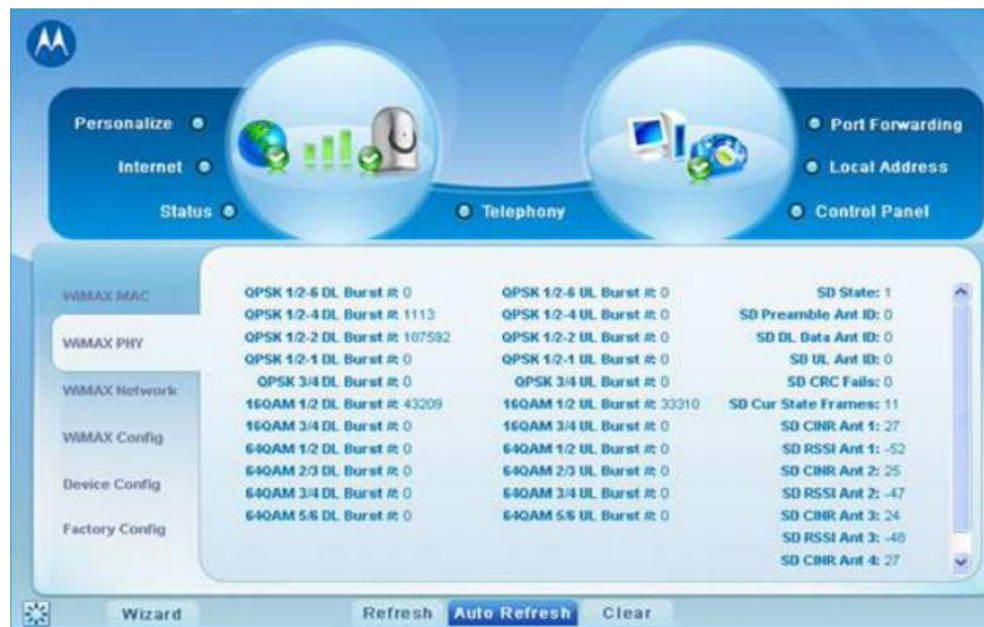 Personalize
Internet
Status
Telephony
Port Forwarding
Local Address
Control Panel
WiMAX MAC
WiMAX PHY
WiMAX Network
WiMAX Config
Device Config
Factory Config
QPSK 1/2-6 DL Burst #: 0
QPSK 1/2-4 DL Burst #: 1113
QPSK 1/2-2 DL Burst #: 107592
QPSK 1/2-1 DL Burst #: 0
QPSK 3/4 DL Burst #: 0
16QAM 1/2 DL Burst #: 43209
16QAM 3/4 DL Burst #: 0
64QAM 1/2 DL Burst #: 0
64QAM 2/3 DL Burst #: 0
64QAM 3/4 DL Burst #: 0
64QAM 5/6 DL Burst #: 0
QPSK 1/2-6 UL Burst #: 0
QPSK 1/2-4 UL Burst #: 0
QPSK 1/2-2 UL Burst #: 0
QPSK 1/2-1 UL Burst #: 0
QPSK 3/4 UL Burst #: 0
16QAM 1/2 UL Burst #: 33310
16QAM 3/4 UL Burst #: 0
64QAM 1/2 UL Burst #: 0
64QAM 2/3 UL Burst #: 0
64QAM 3/4 UL Burst #: 0
64QAM 5/6 UL Burst #: 0
SD State: 1
SD Preamble Ant ID: 0
SD DL Data Ant ID: 0
SD UL Ant ID: 0
SD CRC Fails: 0
SD Cur State Frames: 11
SD CINR Ant 1: 27
SD RSSI Ant 1: -52
SD CINR Ant 2: 25
SD RSSI Ant 2: -47
SD CINR Ant 3: 24
SD RSSI Ant 3: -48
SD CINR Ant 4: 27
Wizard
Refresh
Auto Refresh
Clear